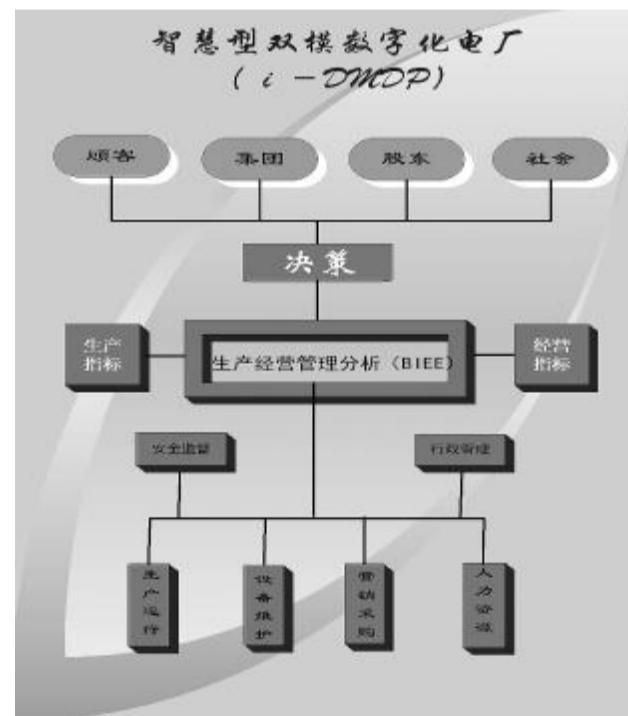 智慧型双模数字化电厂
(i-DMDP)
顾客 集团 股东 社会
决策
生产
指标
生产经营管理分析（BIEE）
经营
指标
安全监督 行政管理
生产运行 设备维护 营销采购 人力资源